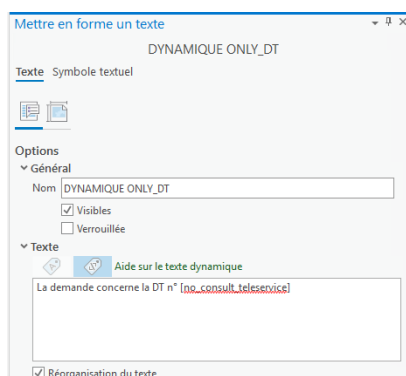 Mettre en forme un texte
DYNAMIQUE ONLY_DT
Texte Symbole textuel
Options
Général
Nom DYNAMIQUE ONLY_DT
Visibles
Verrouillée
Texte
Aide sur le texte dynamique
La demande concerne la DT n° [no_consult_teleservice]
Réorganisation du texte